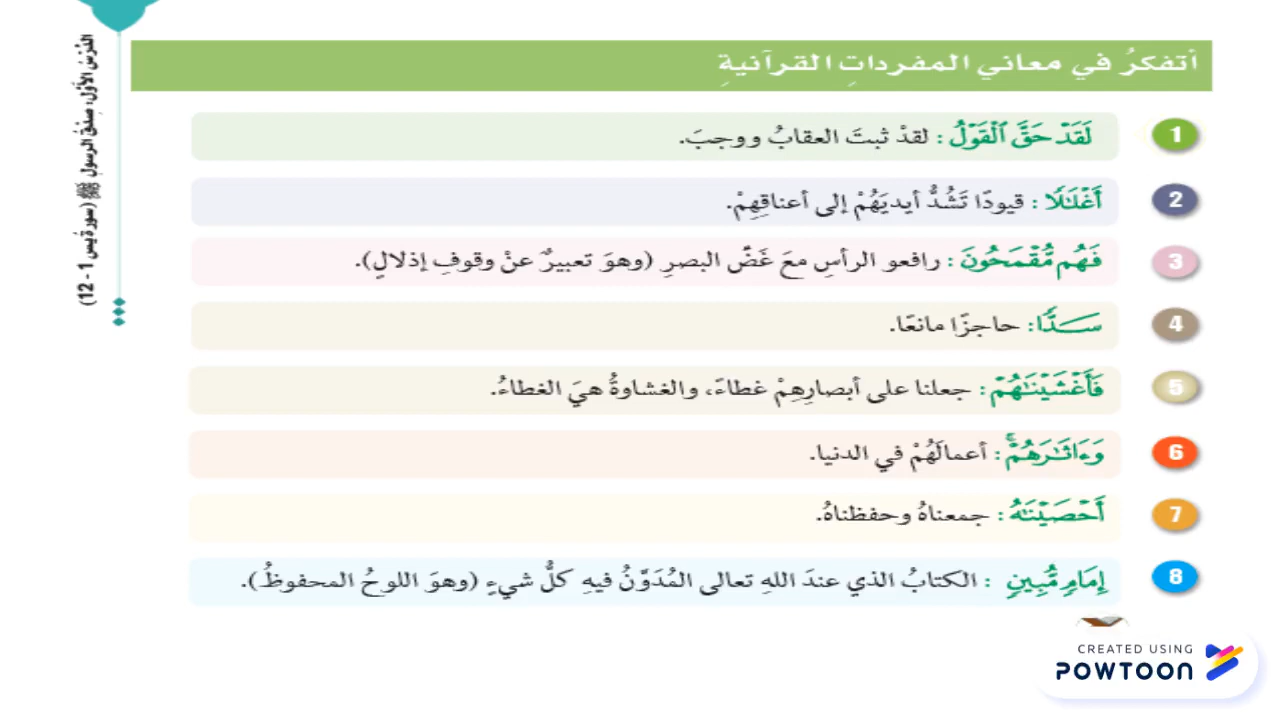 أتفكرُ في معاني المفرداتِ القرآنيةِ
1 لَقَدْ حَقَّ ٱلْقَوْلُ : لقدْ ثبتَ العقابُ ووجبَ.
2 أَغْلَٰلًا : قيودًا تَشُدُّ أيديَهُمْ إلى أعناقِهِمْ.
3 فَهُم مُّقْمَحُونَ : رافعو الرأسِ معَ غَضِّ البصرِ (وهوَ تعبيرٌ عنْ وقوفِ إذلالٍ).
4 سَدًّا : حاجزًا مانعًا.
5 فَأَغْشَيْنَٰهُمْ : جعلنا على أبصارِهِمْ غطاءً، والغشاوةُ هيَ الغطاءُ.
6 وَءَاثَٰرَهُمْ ۚ : أعمالَهُمْ في الدنيا.
7 أَحْصَيْنَٰهُ : جمعناهُ وحفظناهُ.
8 إِمَامٍ مُّبِينٍ : الكتابُ الذي عندَ اللهِ تعالى المُدَوَّنُ فيهِ كلُّ شيءٍ (وهوَ اللوحُ المحفوظُ).
الدَّرْسُ الأَوَّل: صِدْقُ الرسولِ ﷺ (سورة يس 1 - 12)
CREATED USING
POWTOON